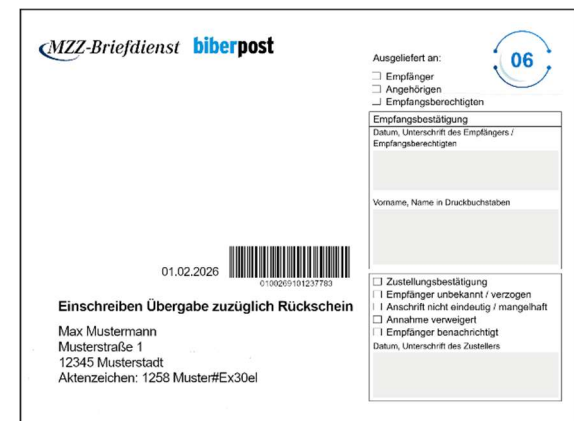 MZZ-Briefdienst biberpost
Ausgeliefert an:
06
Empfänger
Angehörigen
Empfangsberechtigten
Empfangsbestätigung
Datum, Unterschrift des Empfängers /
Empfangsberechtigten
Vorname, Name in Druckbuchstaben
01.02.2026
0100269101237783
Einschreiben Übergabe zuzüglich Rückschein
Max Mustermann
Musterstraße 1
12345 Musterstadt
Aktenzeichen: 1258 Muster#Ex30el
Zustellungsbestätigung
Empfänger unbekannt / verzogen
Anschrift nicht eindeutig / mangelhaft
Annahme verweigert
Empfänger benachrichtigt
Datum, Unterschrift des Zustellers